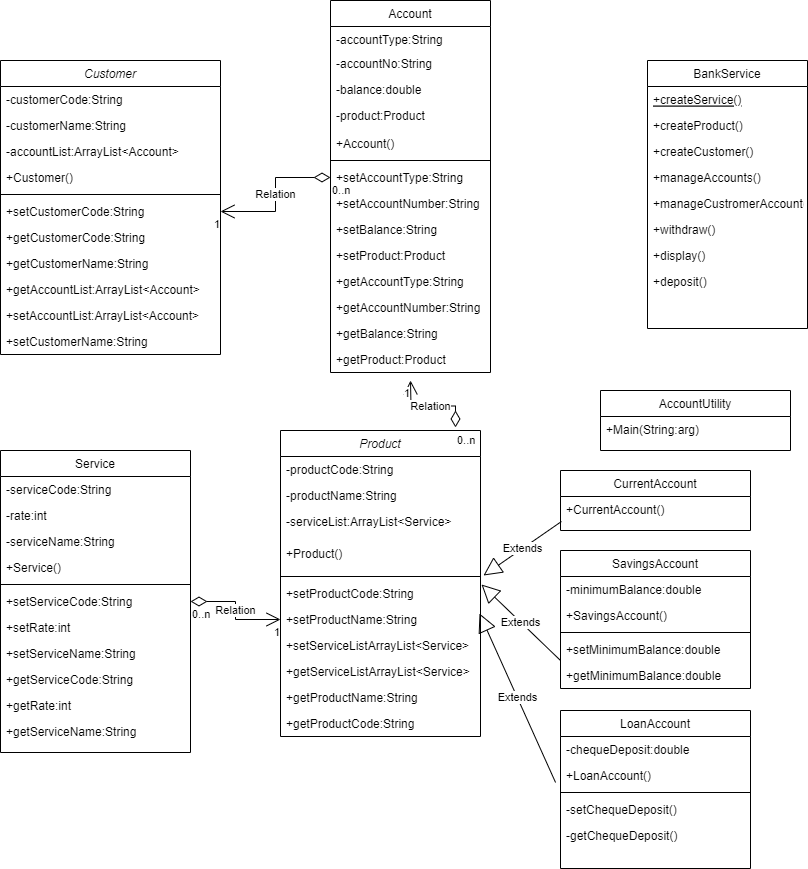 Account
-accountType:String
-accountNo:String
-balance:double
-product:Product
+Account()
+setAccountType:String
+setAccountNumber:String
+setBalance:String
+setProduct:Product
+getAccountType:String
+getAccountNumber:String
+getBalance:String
+getProduct:Product
Customer
-customerCode:String
-customerName:String
-accountList:ArrayList<Account>
+Customer()
+setCustomerCode:String
+getCustomerCode:String
+getCustomerName:String
+getAccountList:ArrayList<Account>
+setAccountList:ArrayList<Account>
+setCustomerName:String
Relation
0..n
1
BankService
+createService()
+createProduct()
+createCustomer()
+manageAccounts()
+manageCustromerAccount
+withdraw()
+display()
+deposit()
1
Relation
0..n
AccountUtility
+Main(String:arg)
Product
-productCode:String
-productName:String
-serviceList:ArrayList<Service>
+Product()
+setProductCode:String
+setProductName:String
+setServiceListArrayList<Service>
+getServiceListArrayList<Service>
+getProductName:String
+getProductCode:String
Service
-serviceCode:String
-rate:int
-serviceName:String
+Service()
+setServiceCode:String
+setRate:int
+setServiceName:String
+getServiceCode:String
+getRate:int
+getServiceName:String
0..n
Relation
1
CurrentAccount
+CurrentAccount()
Extends
SavingsAccount
-minimumBalance:double
+SavingsAccount()
+setMinimumBalance:double
+getMinimumBalance:double
Extends
Extends
LoanAccount
-chequeDeposit:double
+LoanAccount()
-setChequeDeposit()
-getChequeDeposit()